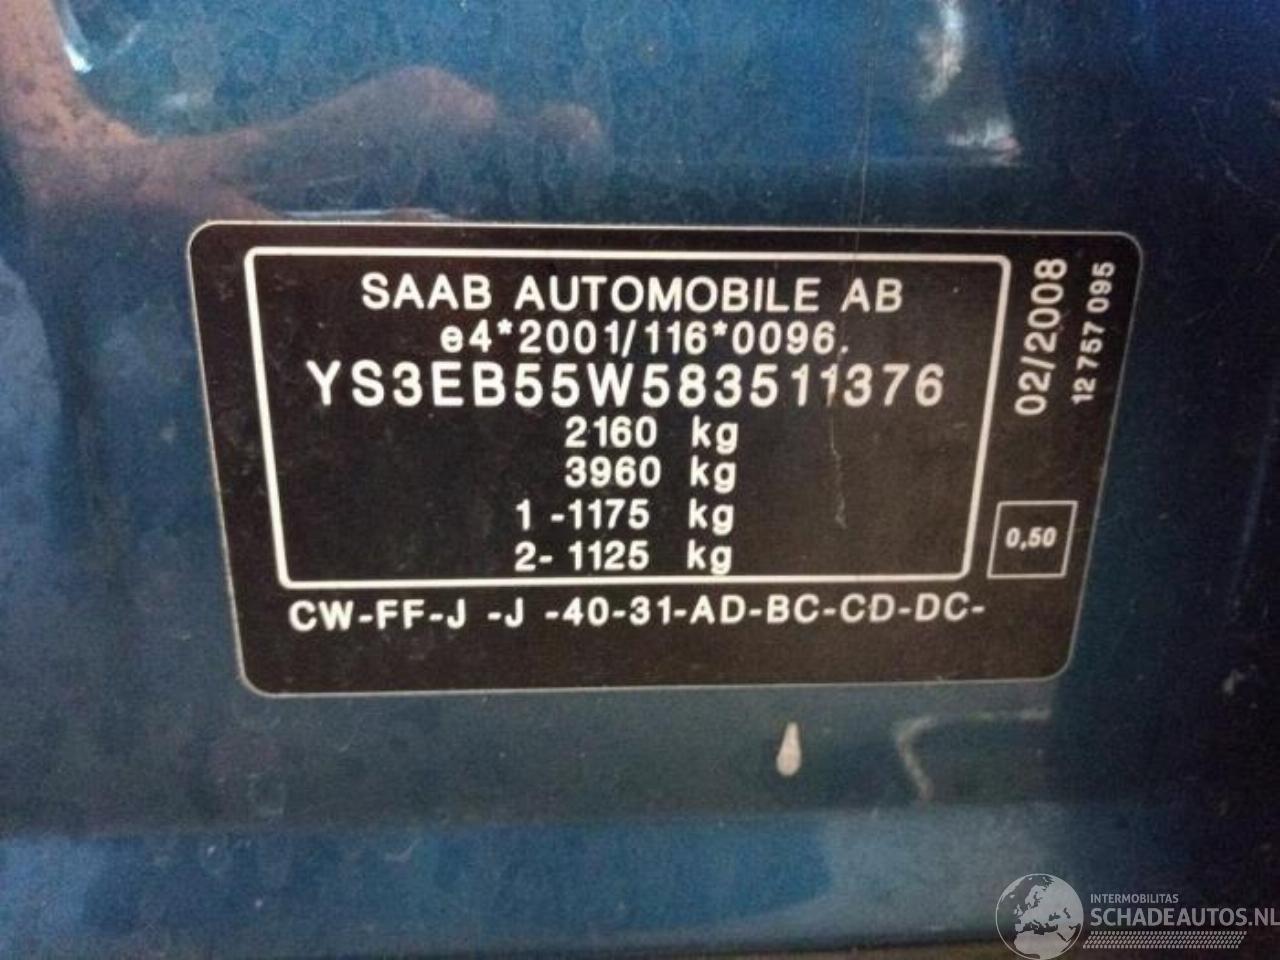 SAAB AUTOMOBILE AB
e4*2001/116*0096.
YS3EB55W583511376
2160 kg
3960 kg
1 -1175 kg
2- 1125 kg
CW-FF-J -J -40-31-AD-BC-CD-DC-
02/2008
12 757 095
0,50
INTERMOBILITAS
SCHADEAUTOS.NL